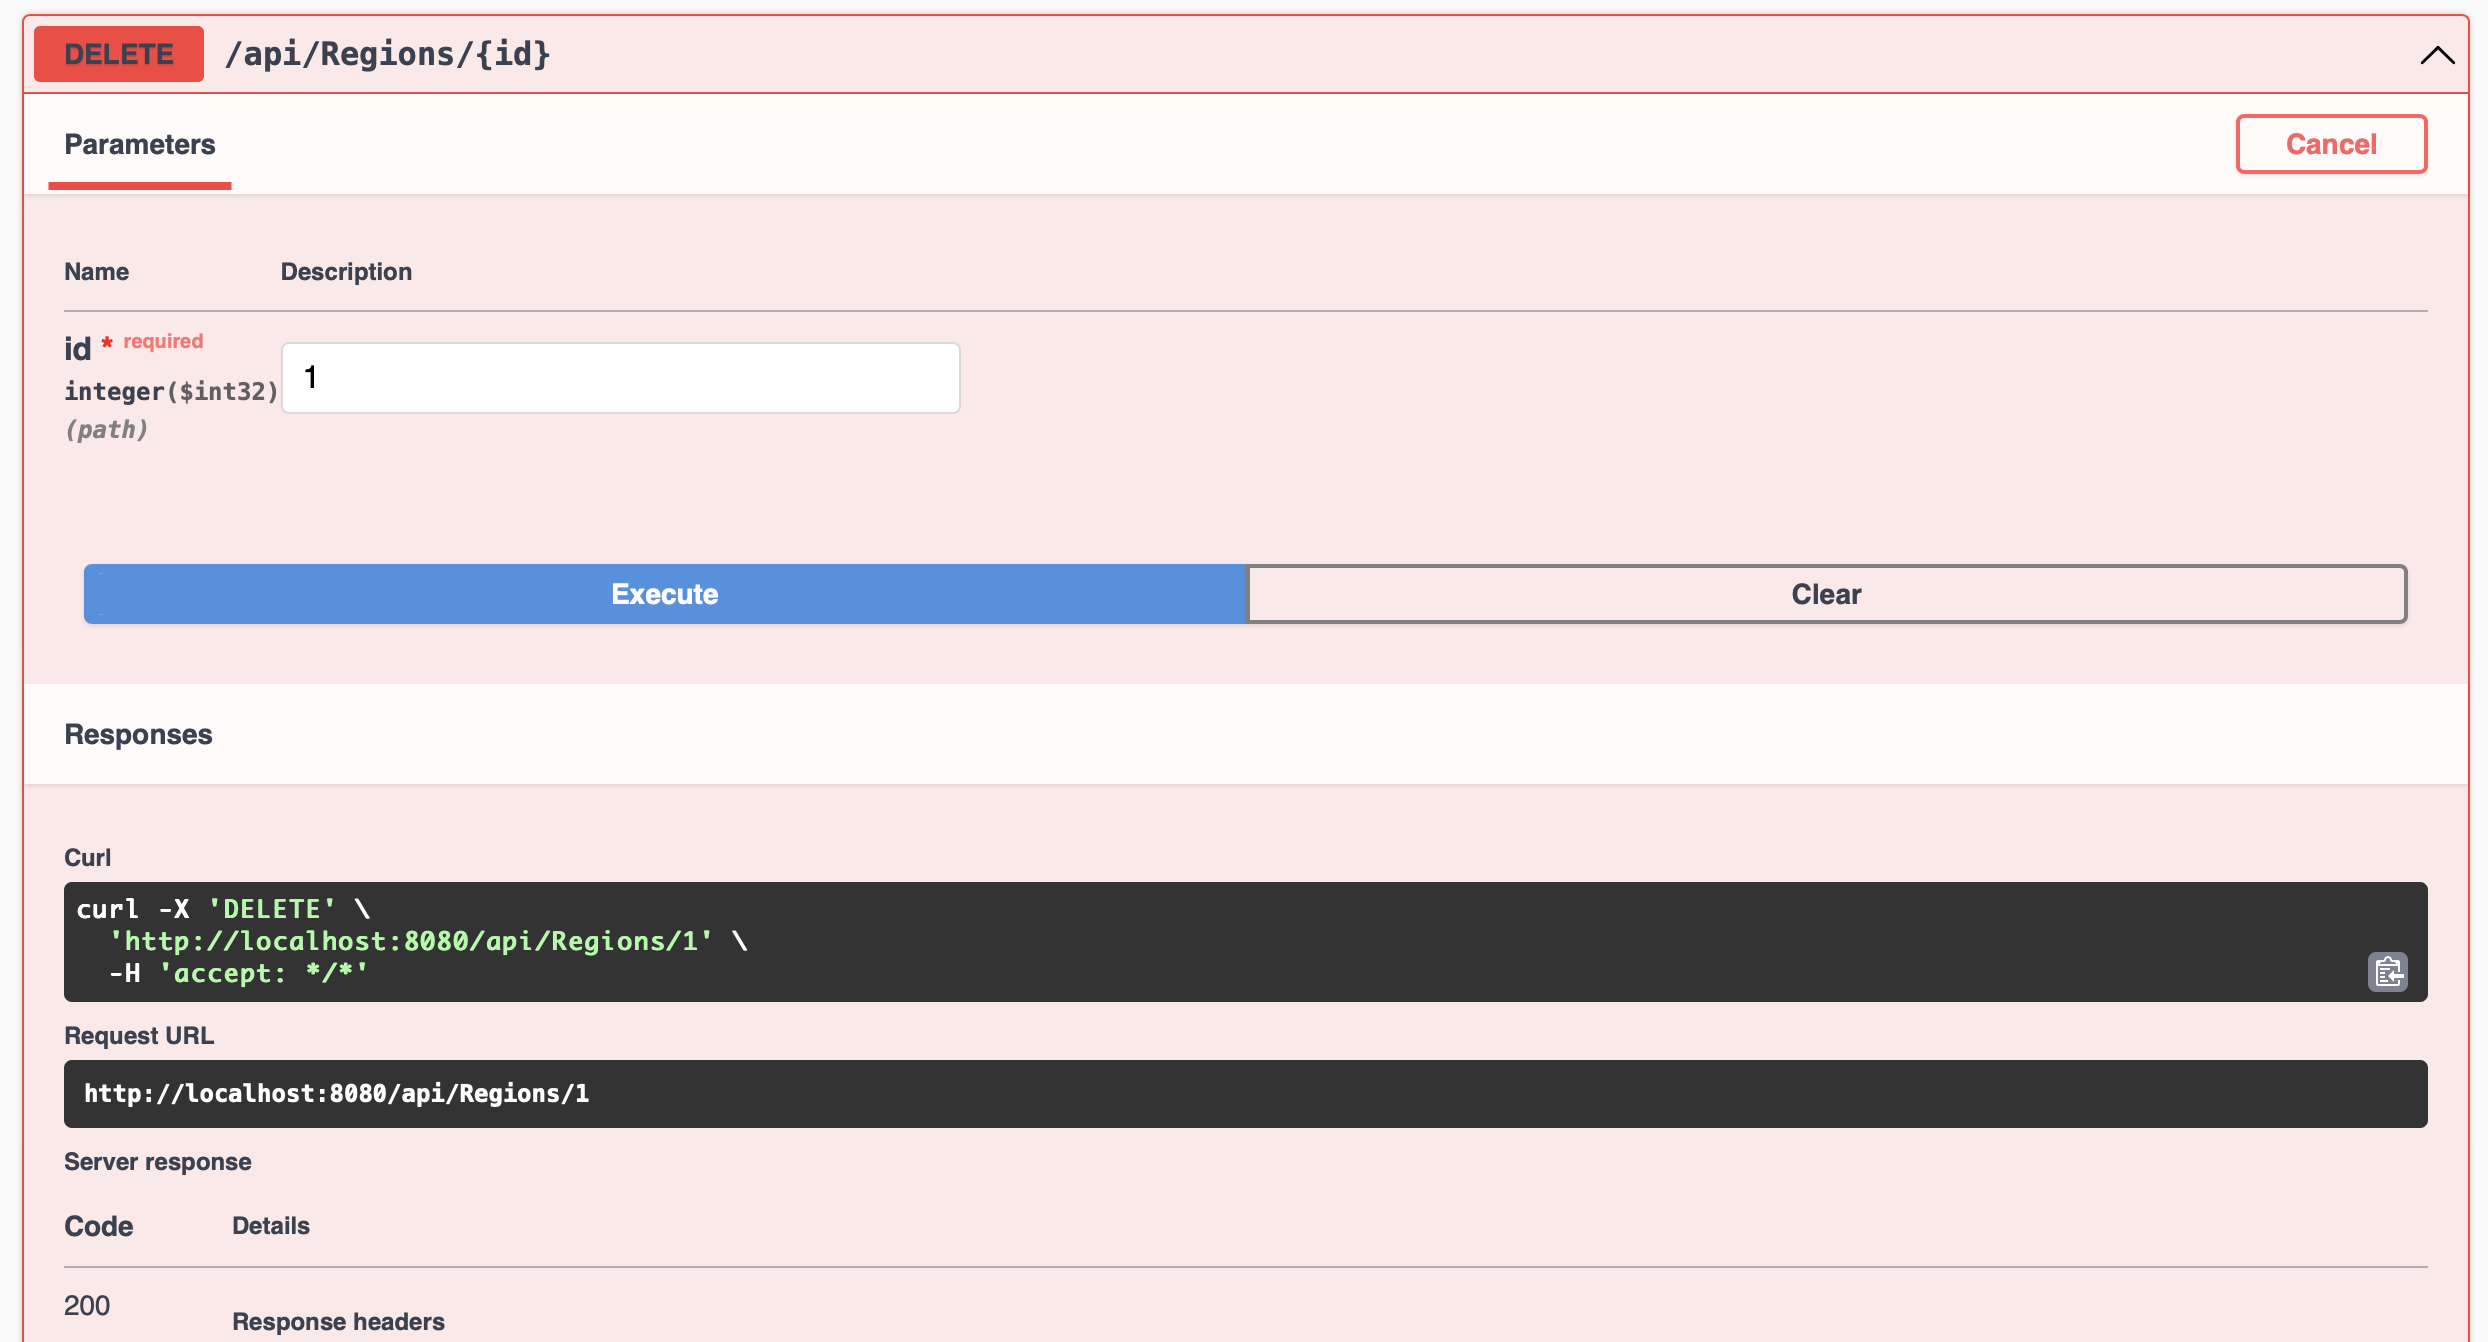 DELETE /api/Regions/{id}
Parameters
Cancel
Name Description
id * required
integer($int32)
(path)
1
Execute Clear
Responses
Curl
curl -X 'DELETE' \
'http://localhost:8080/api/Regions/1' \
-H 'accept: */*'
Request URL
http://localhost:8080/api/Regions/1
Server response
Code Details
200
Response headers